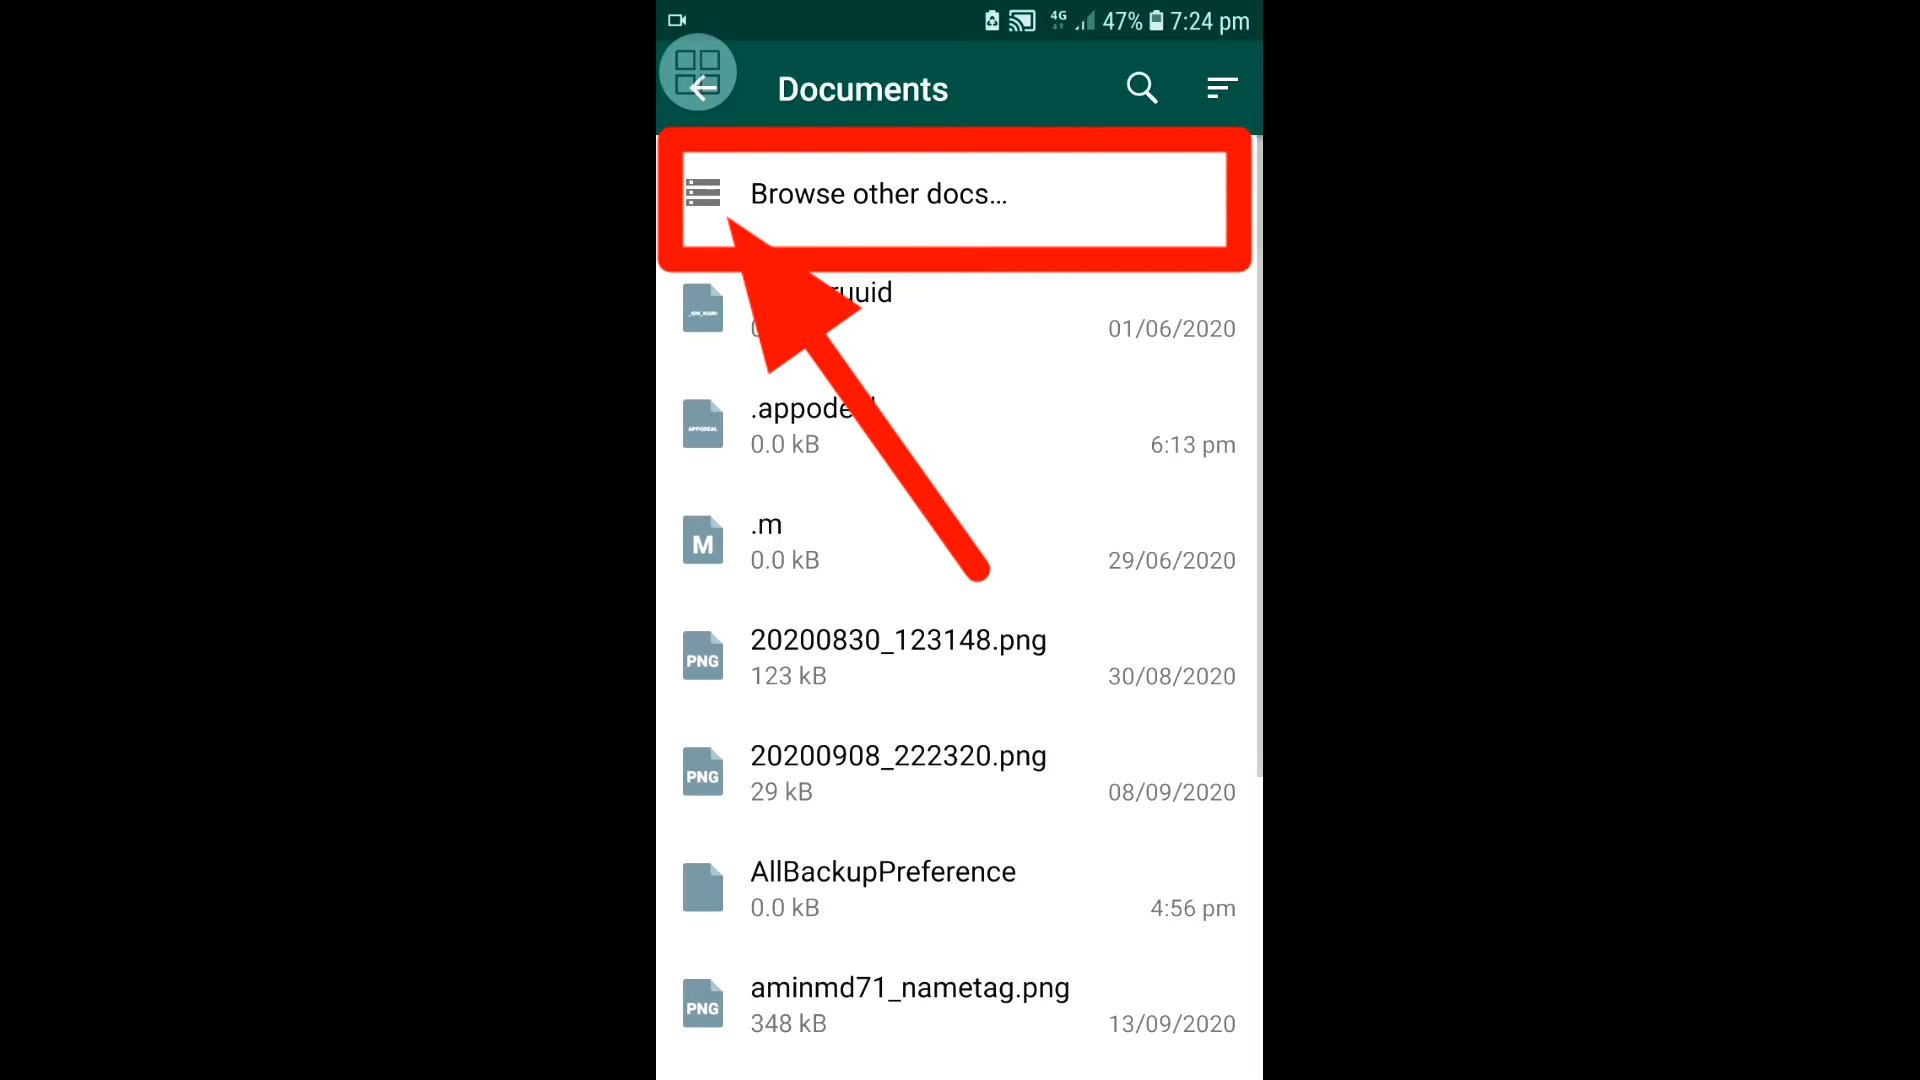 4G 47% 7:24 pm
Documents
Browse other docs...
01/06/2020
0.0 kB
6:13 pm
M
.m
0.0 kB
29/06/2020
PNG
20200830_123148.png
123 kB
30/08/2020
PNG
20200908_222320.png
29 kB
08/09/2020
AllBackupPreference
0.0 kB
4:56 pm
PNG
aminmd71_nametag.png
348 kB
13/09/2020